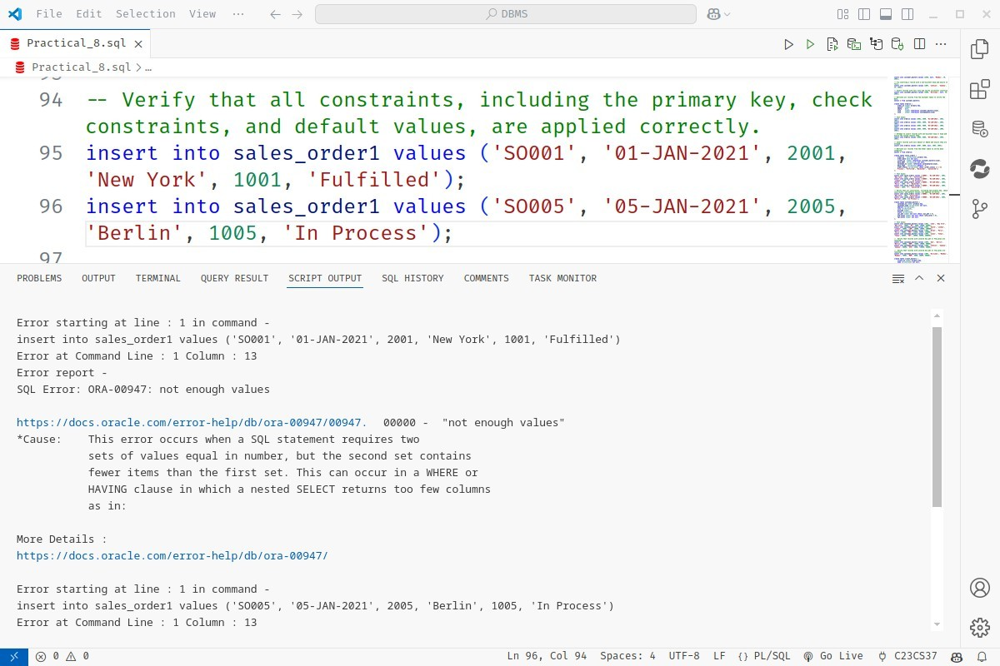 File Edit Selection View ··· DBMS
Practical_8.sql
Practical_8.sql > ...
93
94 -- Verify that all constraints, including the primary key, check
constraints, and default values, are applied correctly.
95 insert into sales_order1 values ('SO001', '01-JAN-2021', 2001,
'New York', 1001, 'Fulfilled');
96 insert into sales_order1 values ('SO005', '05-JAN-2021', 2005,
'Berlin', 1005, 'In Process');
97
PROBLEMS OUTPUT TERMINAL QUERY RESULT SCRIPT OUTPUT SQL HISTORY COMMENTS TASK MONITOR
Error starting at line : 1 in command -
insert into sales_order1 values ('SO001', '01-JAN-2021', 2001, 'New York', 1001, 'Fulfilled')
Error at Command Line : 1 Column : 13
Error report -
SQL Error: ORA-00947: not enough values
https://docs.oracle.com/error-help/db/ora-00947/00947. 00000 - "not enough values"
*Cause: This error occurs when a SQL statement requires two
sets of values equal in number, but the second set contains
fewer items than the first set. This can occur in a WHERE or
HAVING clause in which a nested SELECT returns too few columns
as in:
More Details :
https://docs.oracle.com/error-help/db/ora-00947/
Error starting at line : 1 in command -
insert into sales_order1 values ('SO005', '05-JAN-2021', 2005, 'Berlin', 1005, 'In Process')
Error at Command Line : 1 Column : 13
0 0 Ln 96, Col 94 Spaces: 4 UTF-8 LF {} PL/SQL Go Live C23CS37